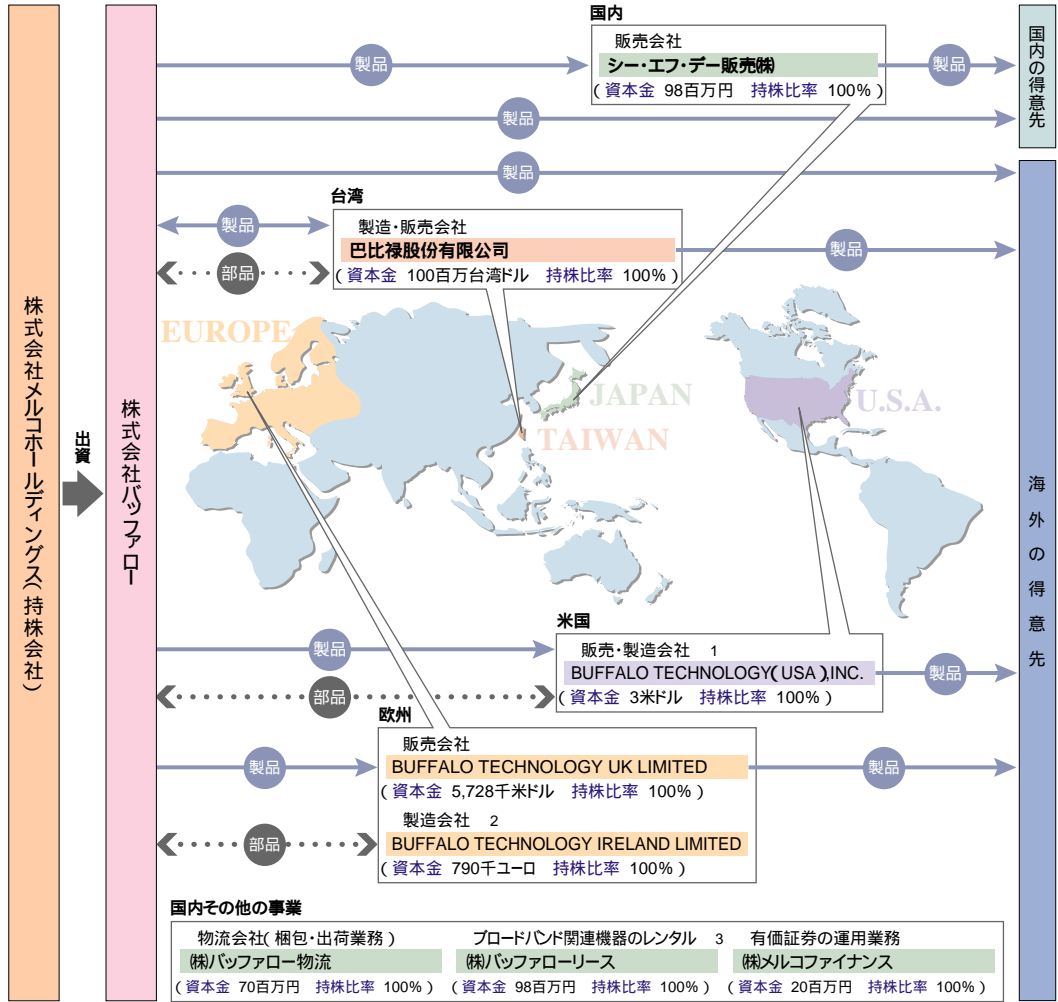 株式会社メルコホールディングス(持株会社)
出資
株式会社バッファロー
国内
販売会社
シー・エフ・デー販売㈱
(資本金 98百万円 持株比率 100%)
製品
製品
国内の得意先
製品
製品
台湾
製造・販売会社
巴比禄股份有限公司
(資本金 100百万台湾ドル 持株比率 100%)
製品
部品
製品
EUROPE
JAPAN
TAIWAN
U.S.A.
海外の得意先
米国
販売・製造会社 1
BUFFALO TECHNOLOGY(USA),INC.
(資本金 3米ドル 持株比率 100%)
製品
部品
製品
欧州
販売会社
BUFFALO TECHNOLOGY UK LIMITED
(資本金 5,728千米ドル 持株比率 100%)
製造会社 2
BUFFALO TECHNOLOGY IRELAND LIMITED
(資本金 790千ユーロ 持株比率 100%)
製品
部品
製品
国内その他の事業
物流会社(梱包・出荷業務)
㈱バッファロー物流
(資本金 70百万円 持株比率 100%)
ブロードバンド関連機器のレンタル 3
㈱バッファローリース
(資本金 98百万円 持株比率 100%)
有価証券の運用業務
㈱メルコファイナンス
(資本金 20百万円 持株比率 100%)